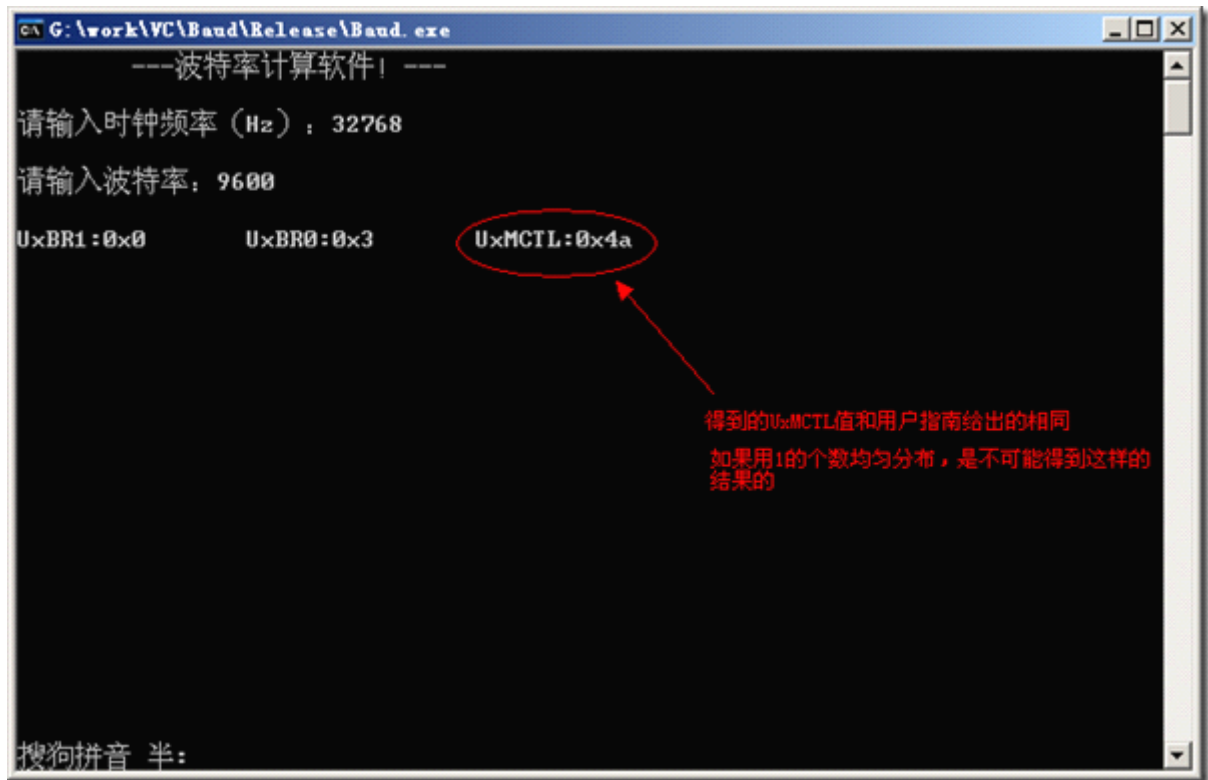 G:\work\VC\Baud\Release\Baud.exe
---波特率计算软件! ---
请输入时钟频率（Hz）：32768
请输入波特率：9600
UxBR1:0x0 UxBR0:0x3 UxMCTL:0x4a
得到的UxMCTL值和用户指南给出的相同
如果用1的个数均匀分布，是不可能得到这样的
结果的
搜狗拼音 半: